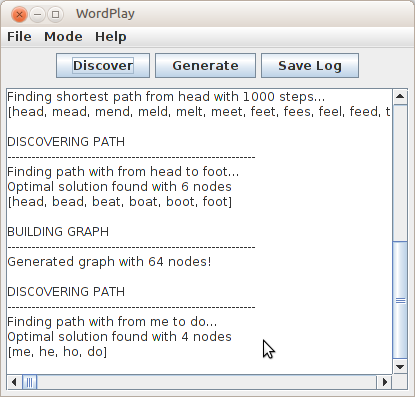 WordPlay
File Mode Help
Discover Generate Save Log
Finding shortest path from head with 1000 steps...
[head, mead, mend, meld, melt, meet, feet, fees, feel, feed, t
DISCOVERING PATH
--------------------------------------------------------------
Finding path with from head to foot...
Optimal solution found with 6 nodes
[head, bead, beat, boat, boot, foot]
BUILDING GRAPH
--------------------------------------------------------------
Generated graph with 64 nodes!
DISCOVERING PATH
--------------------------------------------------------------
Finding path with from me to do...
Optimal solution found with 4 nodes
[me, he, ho, do]